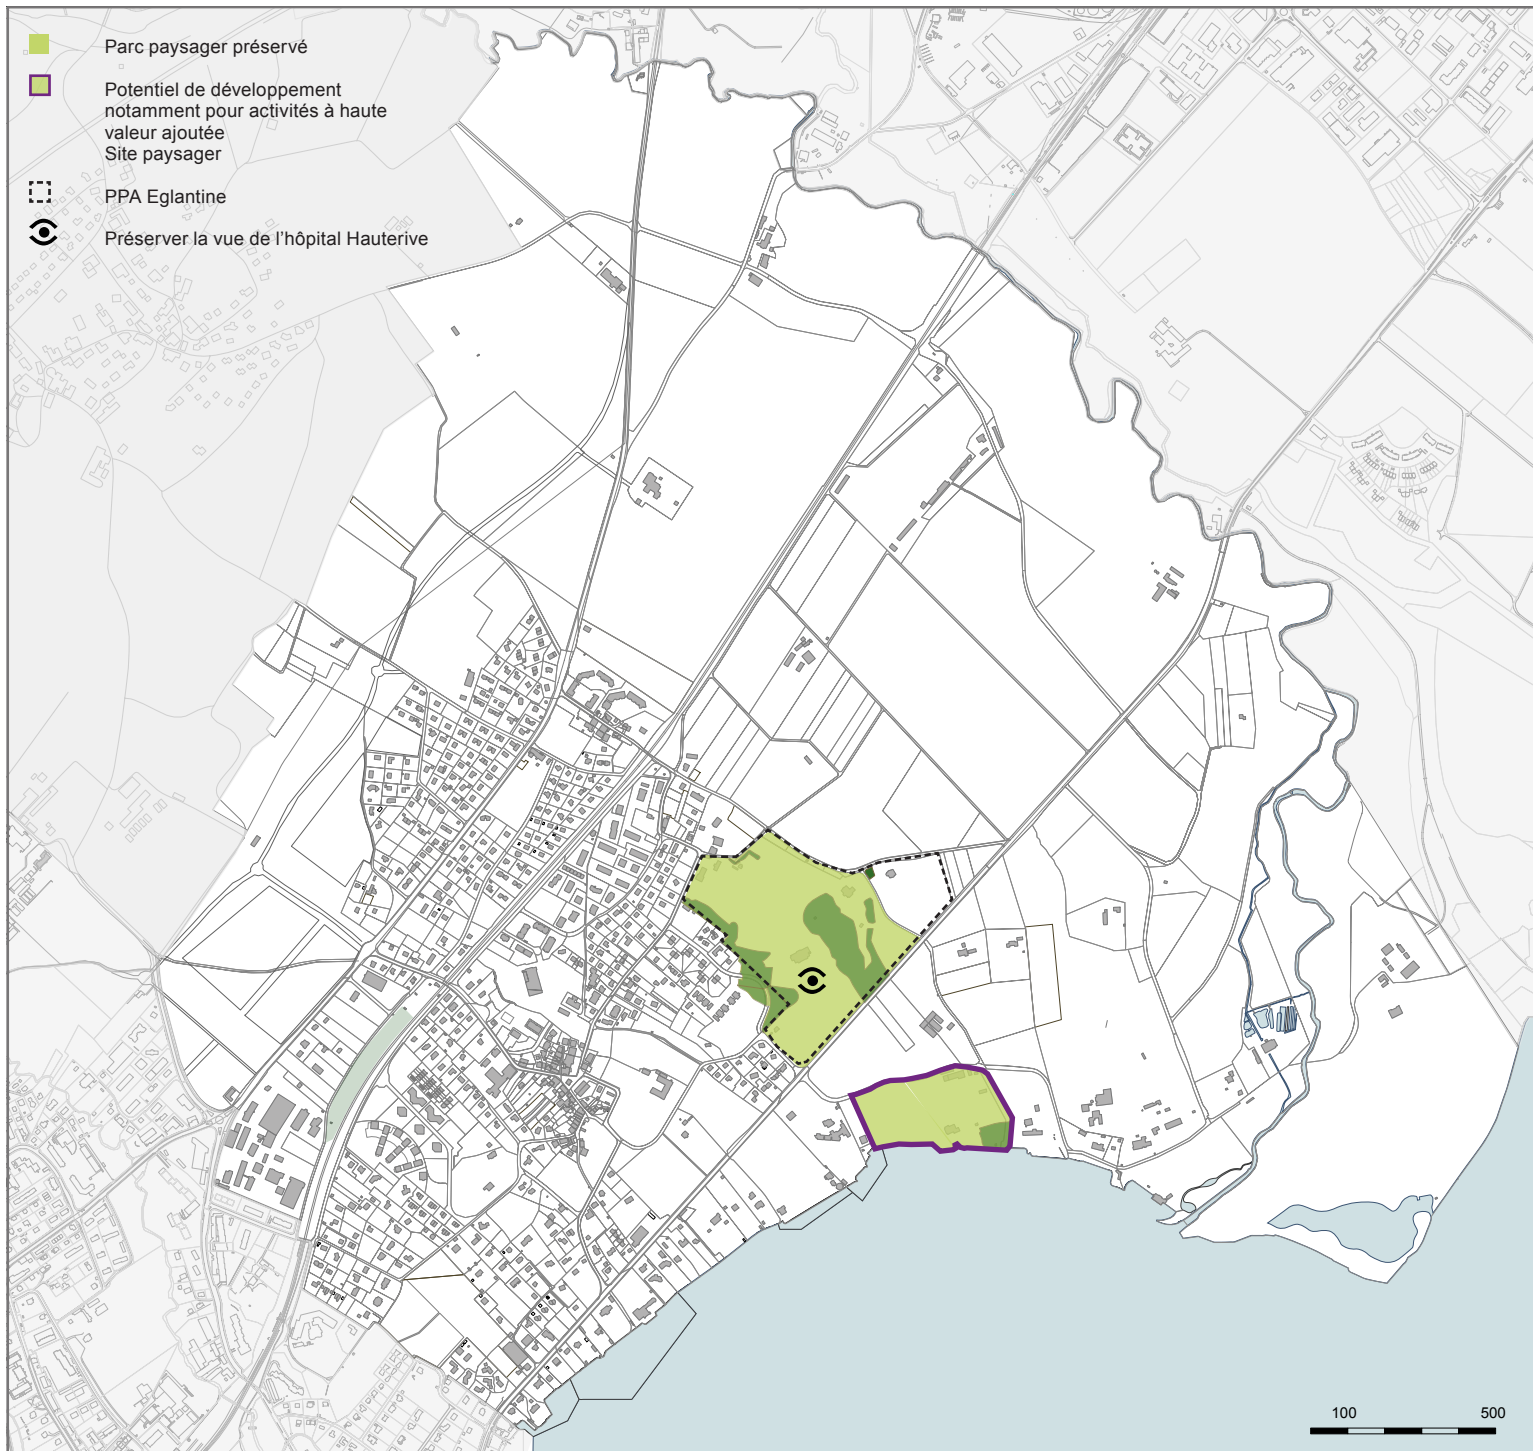 Parc paysager préservé
Potentiel de développement
notamment pour activités à haute
valeur ajoutée
Site paysager
PPA Eglantine
Préserver la vue de l'hôpital Hauterive
100 500